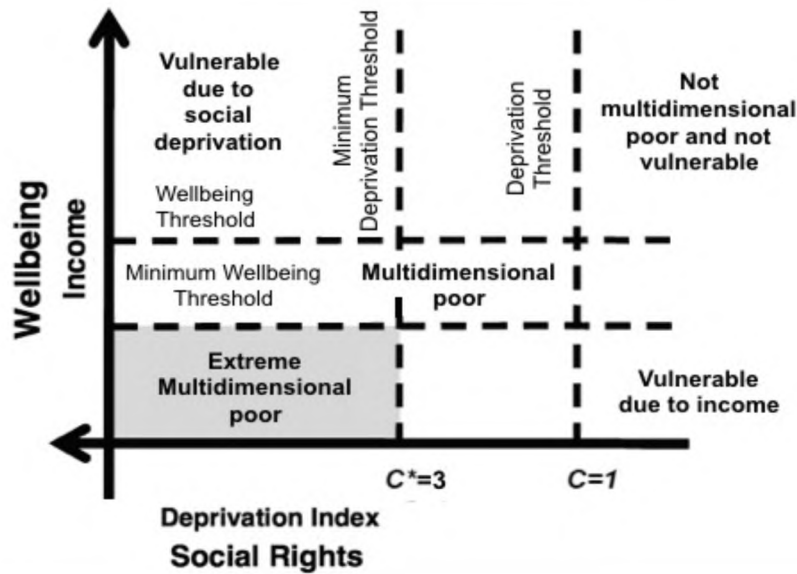 Vulnerable
due to
social
deprivation
Minimum
Deprivation Threshold
Deprivation
Threshold
Not
multidimensional
poor and not
vulnerable
Wellbeing
Threshold
Wellbeing
Income
Minimum Wellbeing
Threshold
Multidimensional
poor
Extreme
Multidimensional
poor
Vulnerable
due to income
C*=3
C=1
Deprivation Index
Social Rights